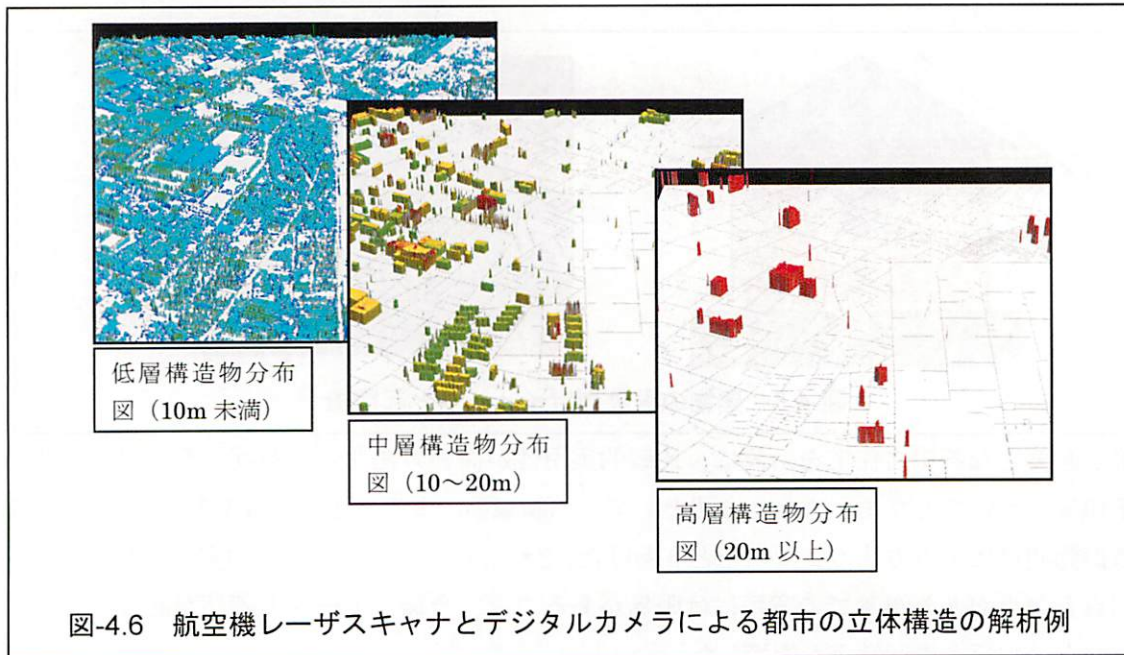 低層構造物分布
図（10m 未満）
中層構造物分布
図（10～20m）
高層構造物分布
図（20m 以上）
図-4.6 航空機レーザスキャナとデジタルカメラによる都市の立体構造の解析例